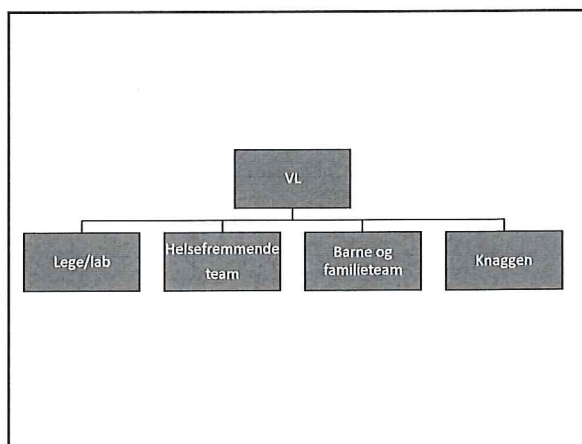 VL
Lege/lab
Helsefremmende
team
Barne og
familieteam
Knaggen